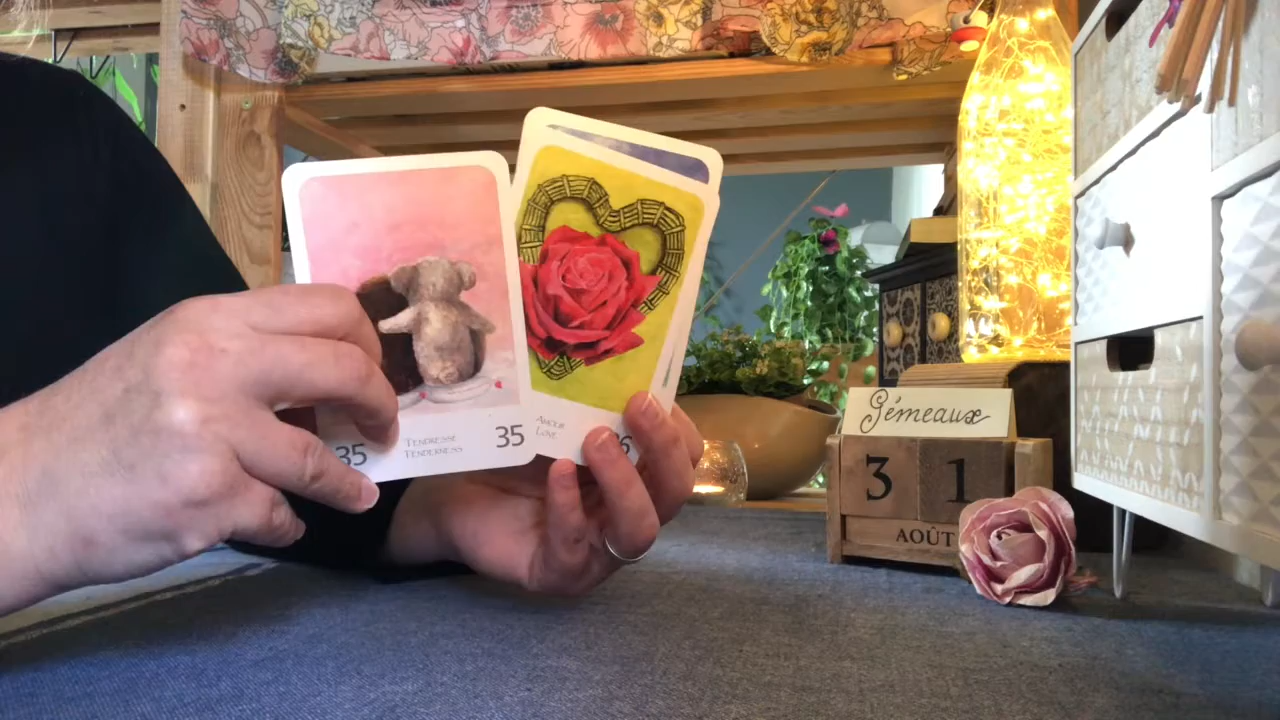 35
TENDRESSE
TENDERNESS
35
AMOUR
LOVE
Gémeaux
3 1
AOÛT